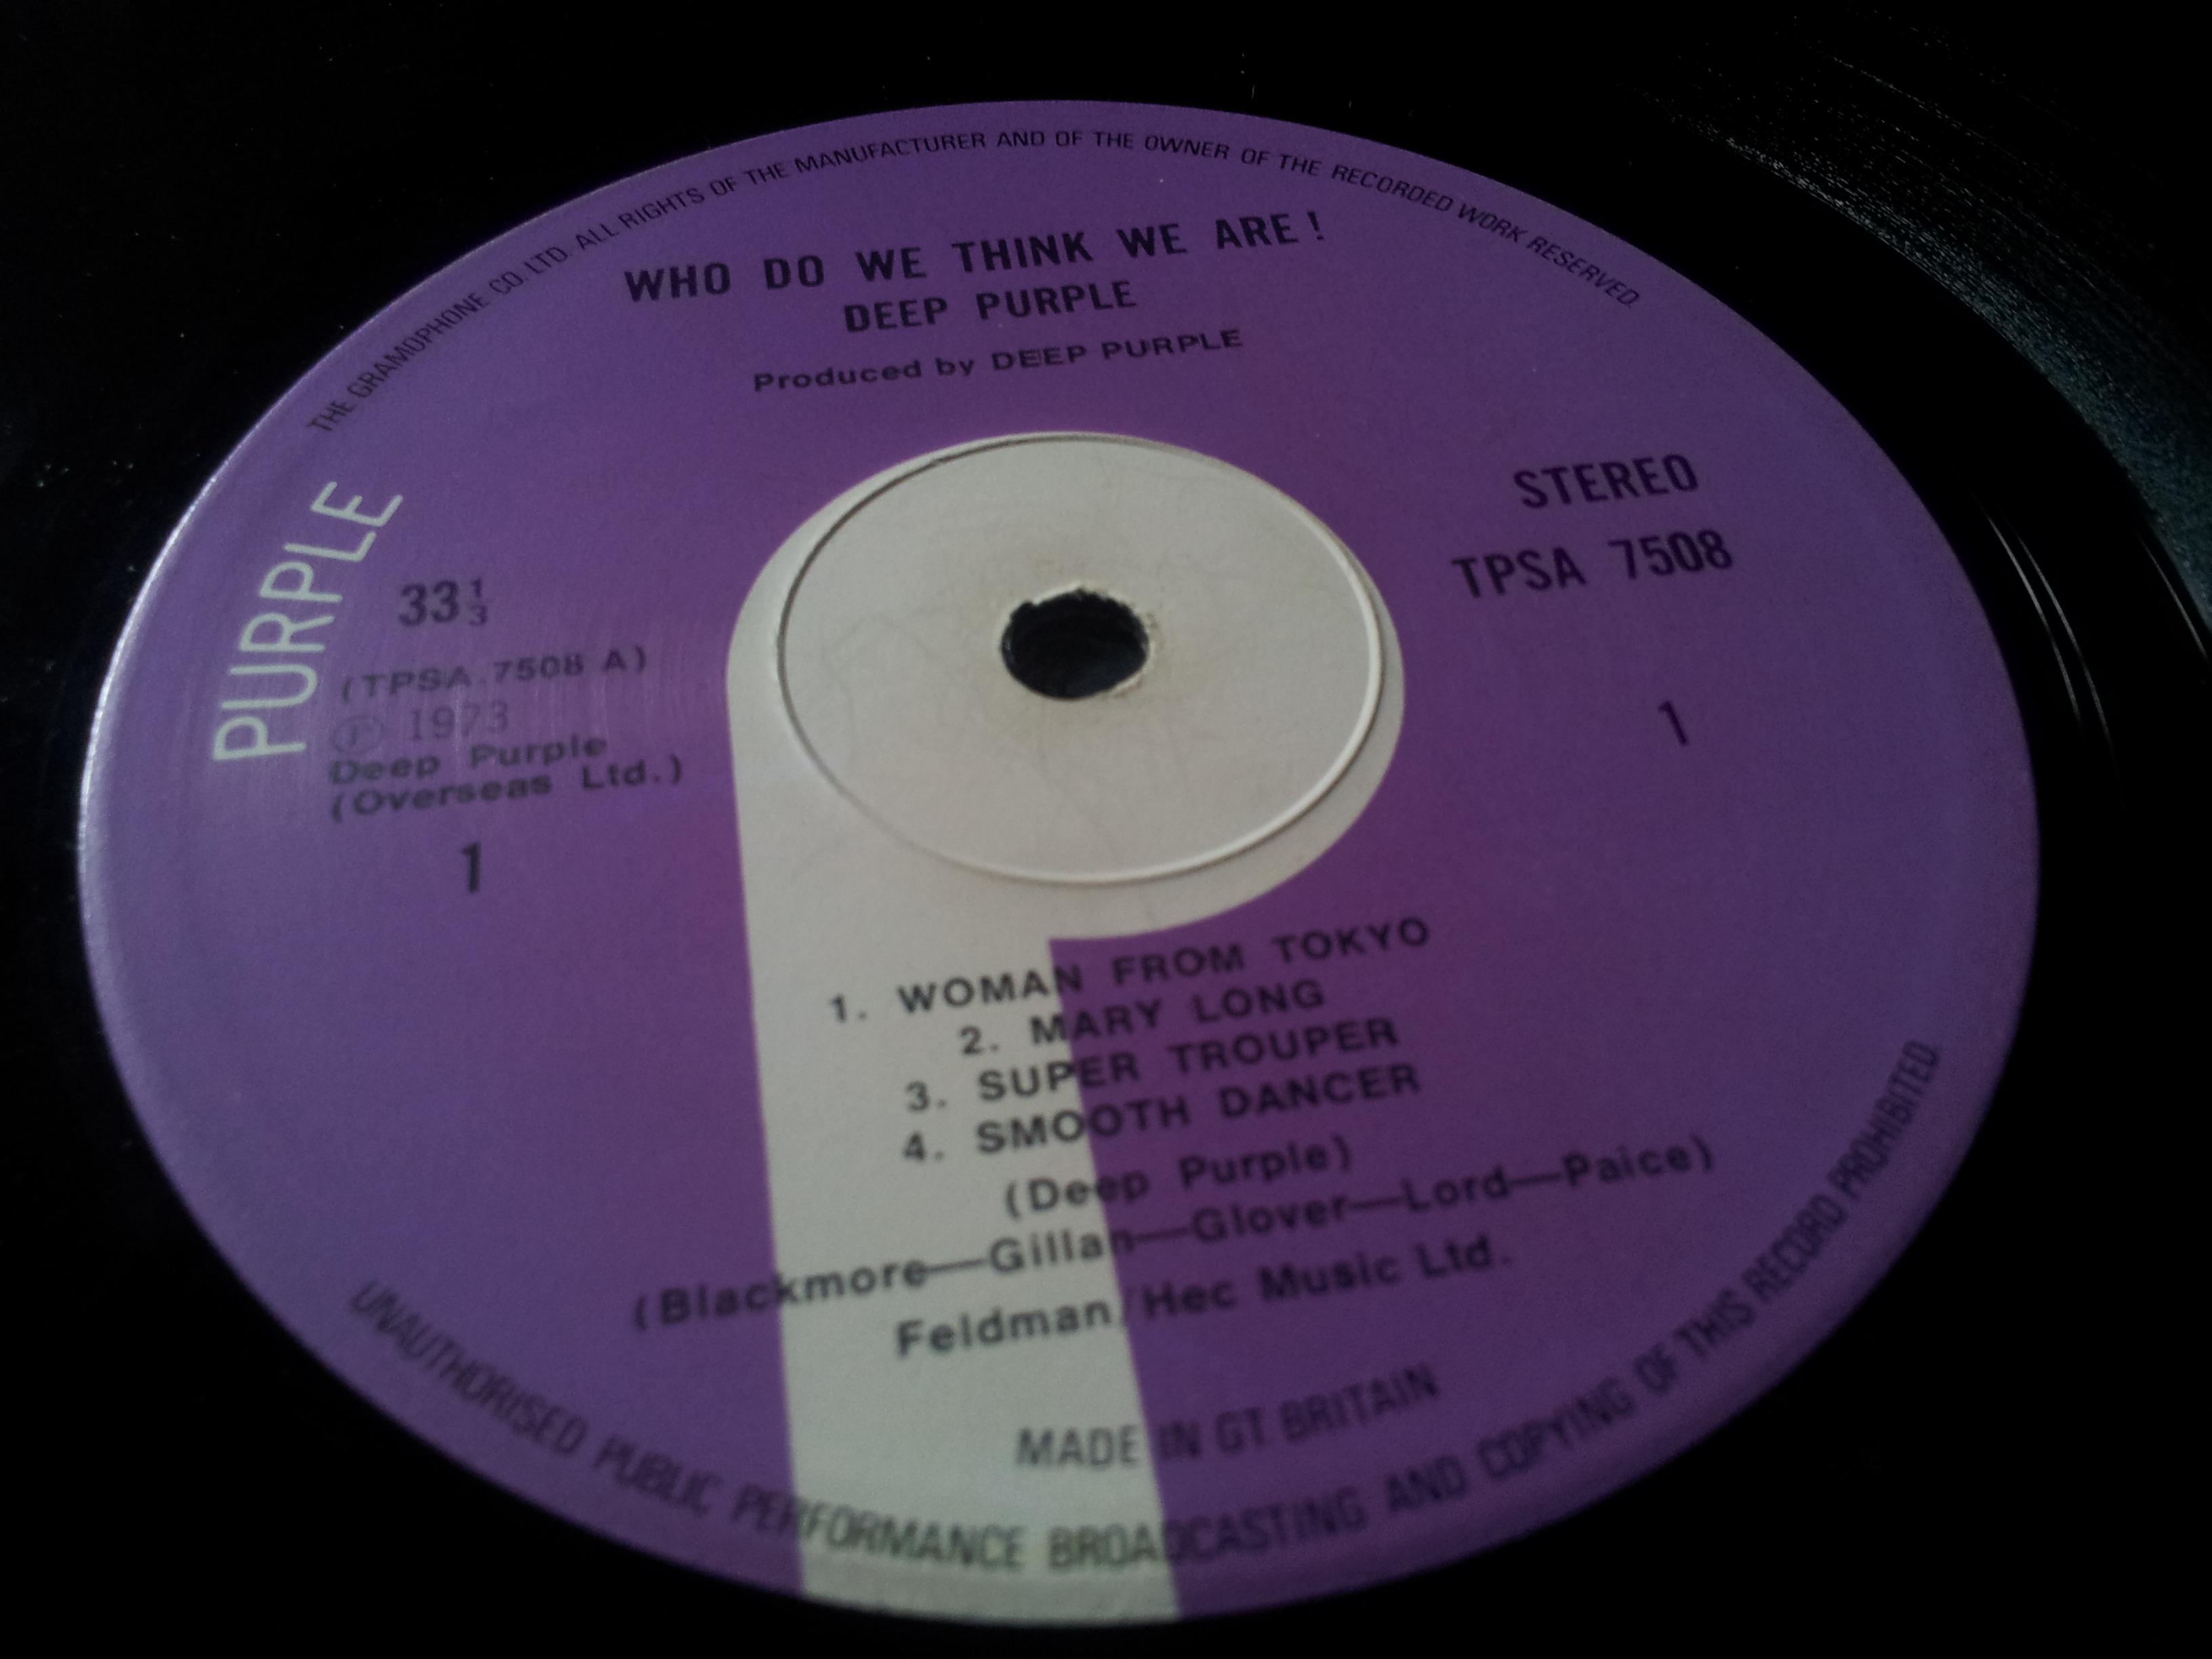 THE GRAMOPHONE CO. LTD. ALL RIGHTS OF THE MANUFACTURER AND OF THE OWNER OF THE RECORDED WORK RESERVED.
WHO DO WE THINK WE ARE!
DEEP PURPLE
Produced by DEEP PURPLE
PURPLE
STEREO
TPSA 7508
33⅓
(TPSA.7508 A)
Ⓟ 1973
Deep Purple
(Overseas Ltd.)
1
1
1. WOMAN FROM TOKYO
2. MARY LONG
3. SUPER TROUPER
4. SMOOTH DANCER
(Deep Purple)
(Blackmore—Gillan—Glover—Lord—Paice)
Feldman/Hec Music Ltd.
MADE IN GT BRITAIN
UNAUTHORISED PUBLIC PERFORMANCE BROADCASTING AND COPYING OF THIS RECORD PROHIBITED.